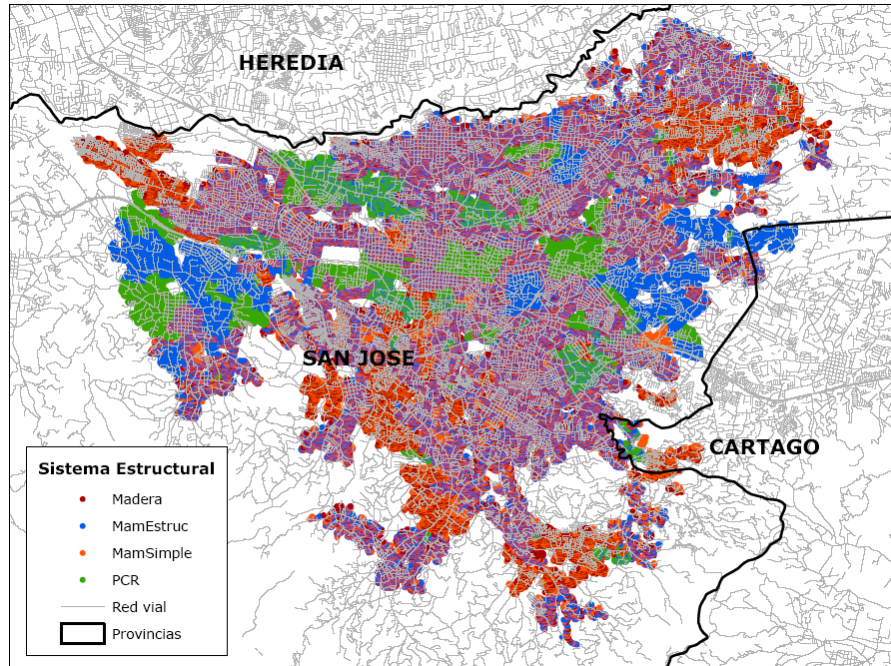 HEREDIA
SAN JOSE
CARTAGO
Sistema Estructural
Madera
MamEstruc
MamSimple
PCR
Red vial
Provincias